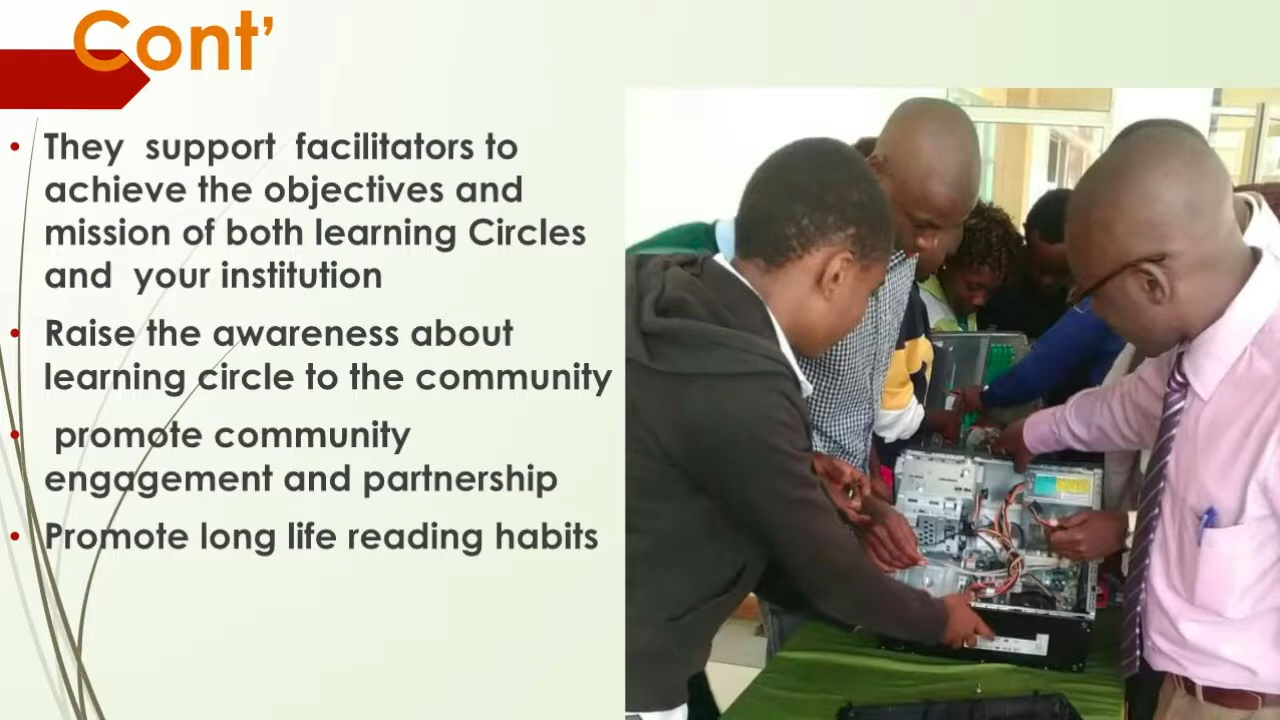 Cont’
• They support facilitators to
achieve the objectives and
mission of both learning Circles
and your institution
• Raise the awareness about
learning circle to the community
• promote community
engagement and partnership
• Promote long life reading habits